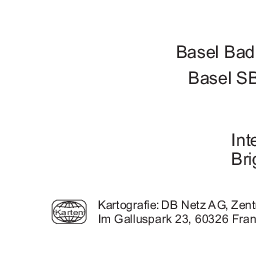 Basel Bad
Basel SB
Inte
Brig
Karten
Kartografie: DB Netz AG, Zent
Im Galluspark 23, 60326 Fran